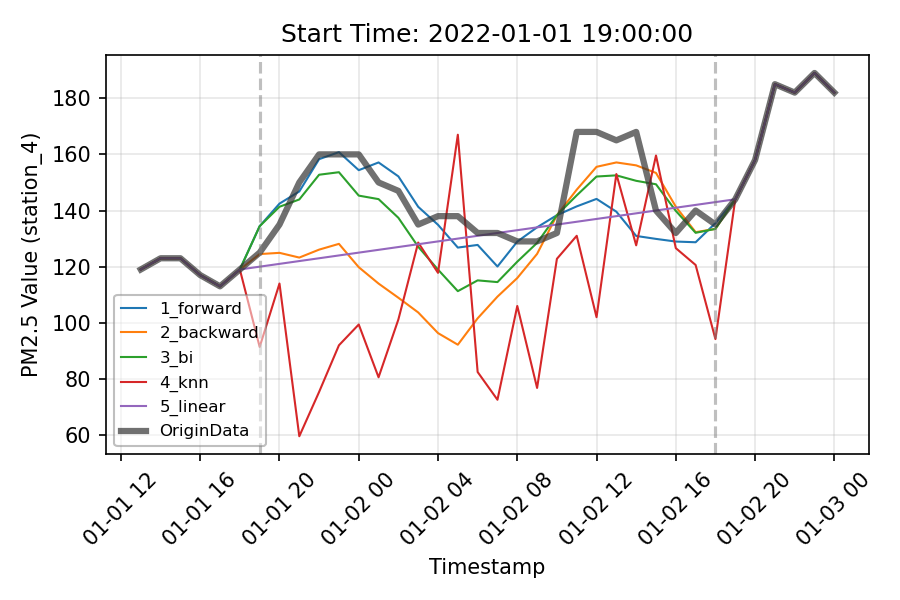 Start Time: 2022-01-01 19:00:00
PM2.5 Value (station_4)
180
160
140
120
100
80
60
1_forward
2_backward
3_bi
4_knn
5_linear
OriginData
01-01 12
01-01 16
01-01 20
01-02 00
01-02 04
01-02 08
01-02 12
01-02 16
01-02 20
01-03 00
Timestamp